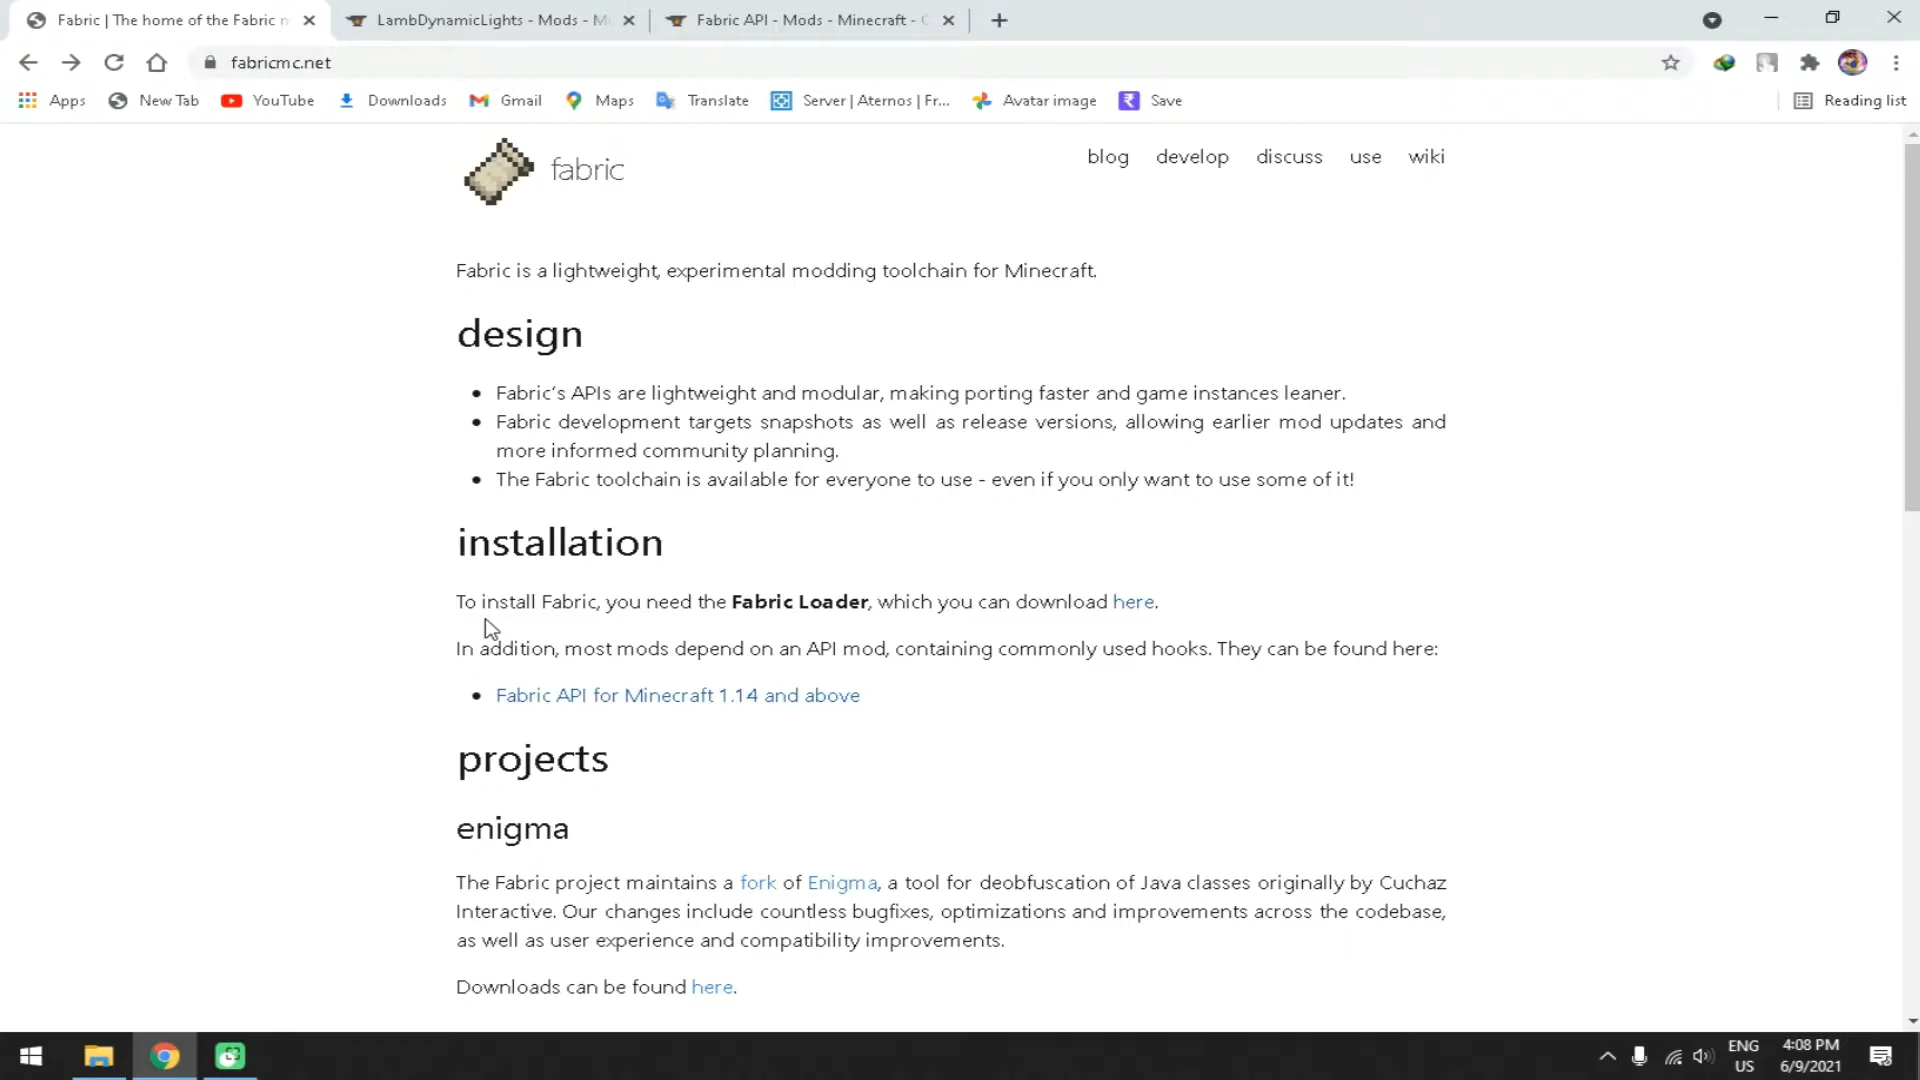 Fabric | The home of the Fabric m
LambDynamicLights - Mods - Mi
Fabric API - Mods - Minecraft - C
fabricmc.net
Apps
New Tab
YouTube
Downloads
Gmail
Maps
Translate
Server | Aternos | Fr...
Avatar image
Save
Reading list
fabric
blog
develop
discuss
use
wiki
Fabric is a lightweight, experimental modding toolchain for Minecraft.
design
Fabric's APIs are lightweight and modular, making porting faster and game instances leaner.
Fabric development targets snapshots as well as release versions, allowing earlier mod updates and
more informed community planning.
The Fabric toolchain is available for everyone to use - even if you only want to use some of it!
installation
To install Fabric, you need the Fabric Loader, which you can download here.
In addition, most mods depend on an API mod, containing commonly used hooks. They can be found here:
Fabric API for Minecraft 1.14 and above
projects
enigma
The Fabric project maintains a fork of Enigma, a tool for deobfuscation of Java classes originally by Cuchaz
Interactive. Our changes include countless bugfixes, optimizations and improvements across the codebase,
as well as user experience and compatibility improvements.
Downloads can be found here.
ENG
US
4:08 PM
6/9/2021